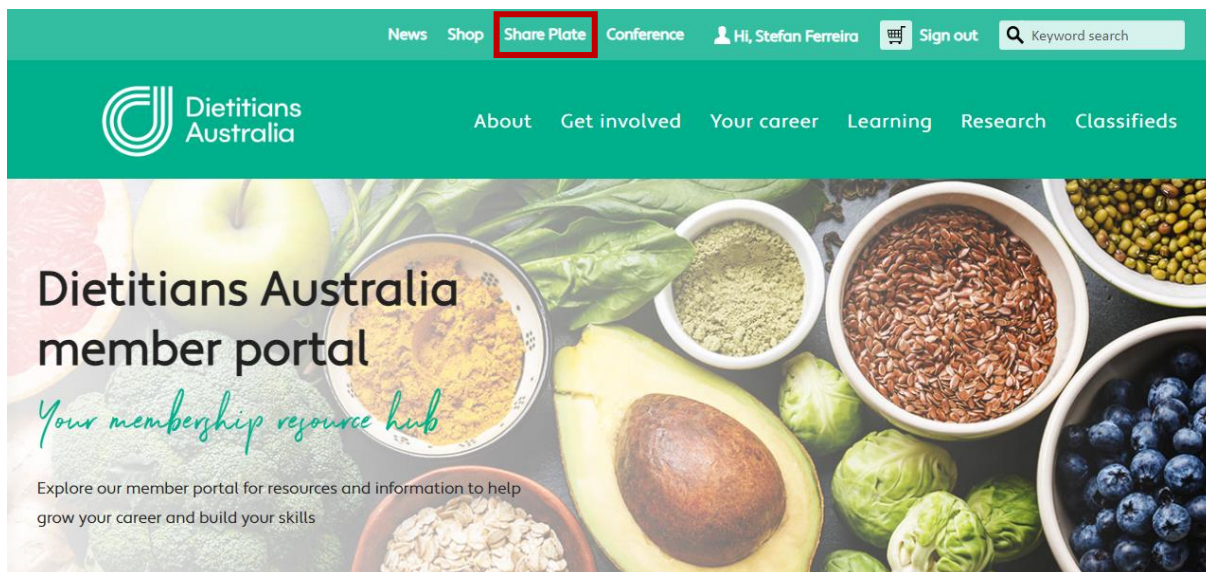 News Shop Share Plate Conference Hi, Stefan Ferreira Sign out Keyword search
Dietitians
Australia
About Get involved Your career Learning Research Classifieds
Dietitians Australia
member portal
Your membership resource hub
Explore our member portal for resources and information to help
grow your career and build your skills